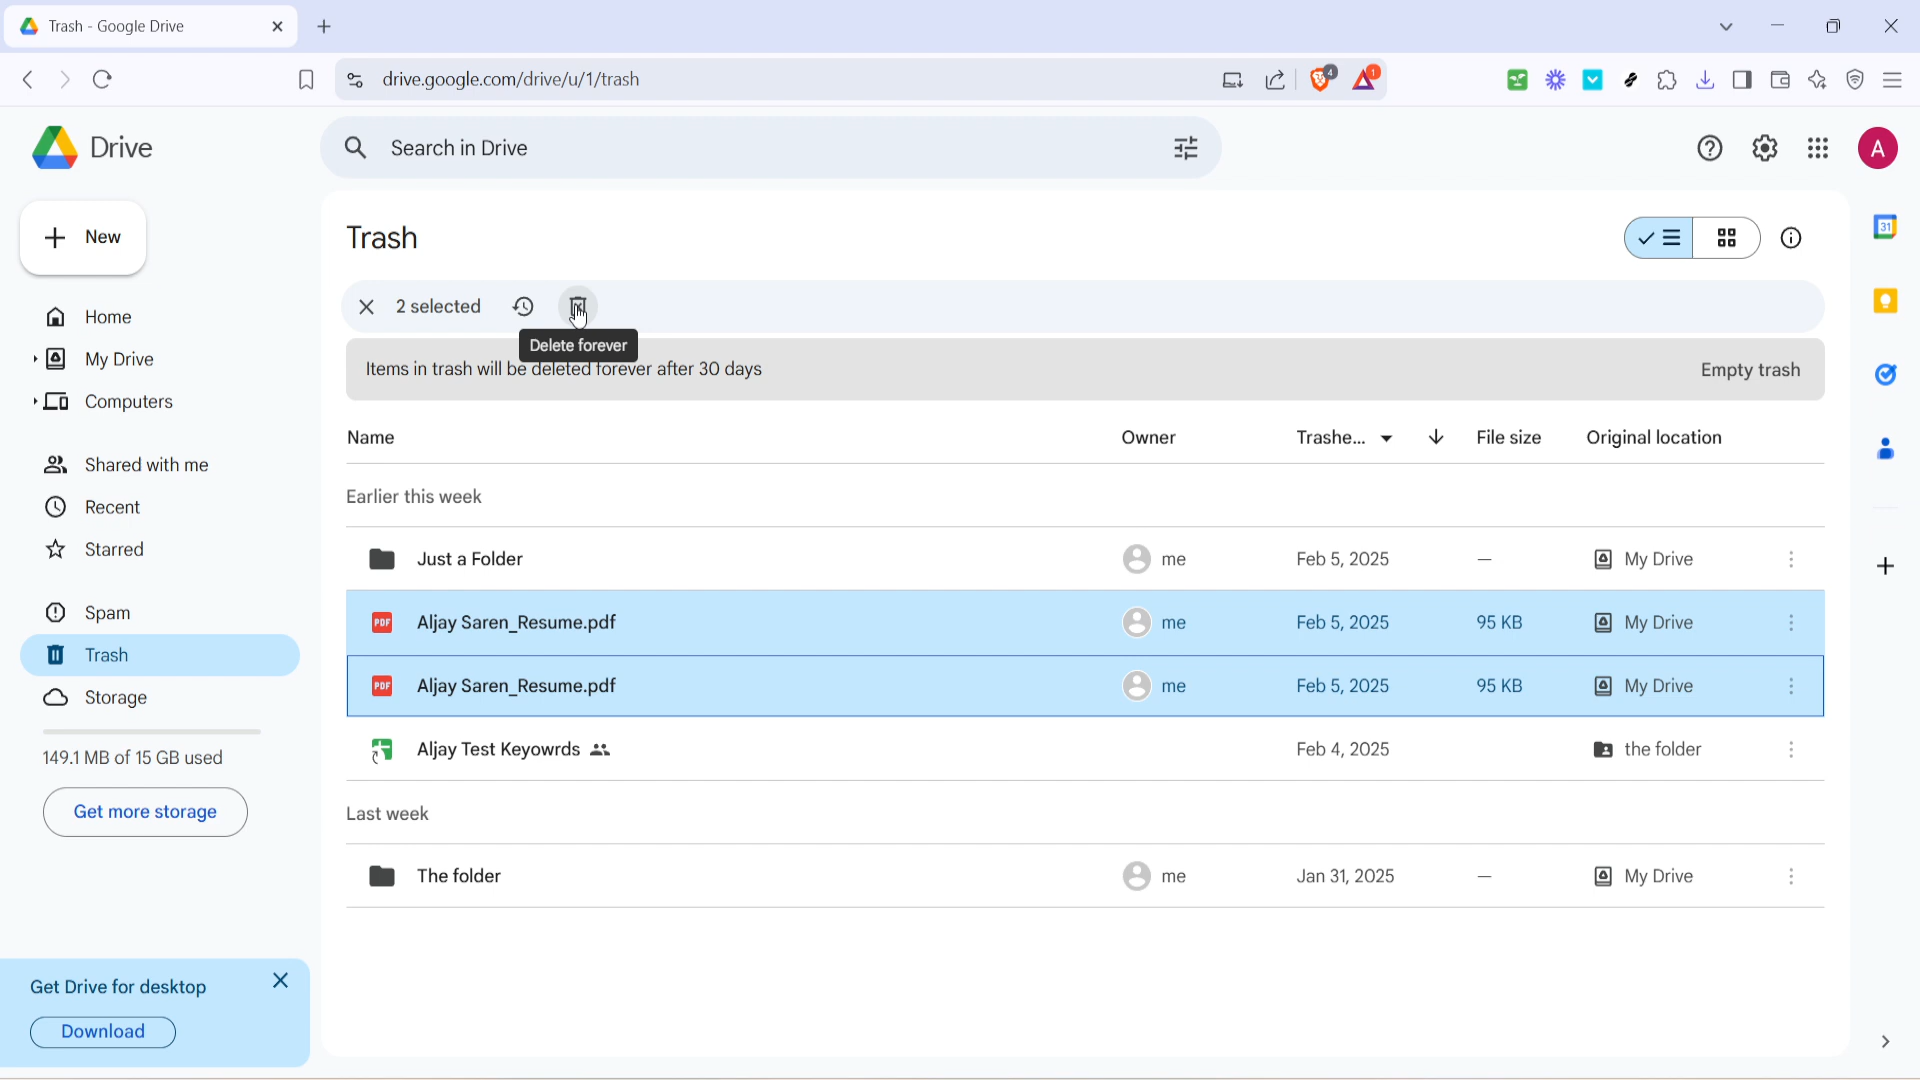 Trash - Google Drive
drive.google.com/drive/u/1/trash
4
1
Drive
Search in Drive
A
New
Trash
31
2 selected
Delete forever
Items in trash will be deleted forever after 30 days
Empty trash
Home
My Drive
Computers
Shared with me
Recent
Starred
Spam
Trash
Storage
149.1 MB of 15 GB used
Get more storage
Get Drive for desktop
Download
Name Owner Trashe... File size Original location
Earlier this week
Just a Folder me Feb 5, 2025 — My Drive
PDF Aljay Saren_Resume.pdf me Feb 5, 2025 95 KB My Drive
PDF Aljay Saren_Resume.pdf me Feb 5, 2025 95 KB My Drive
Aljay Test Keyowrds Feb 4, 2025 the folder
Last week
The folder me Jan 31, 2025 — My Drive